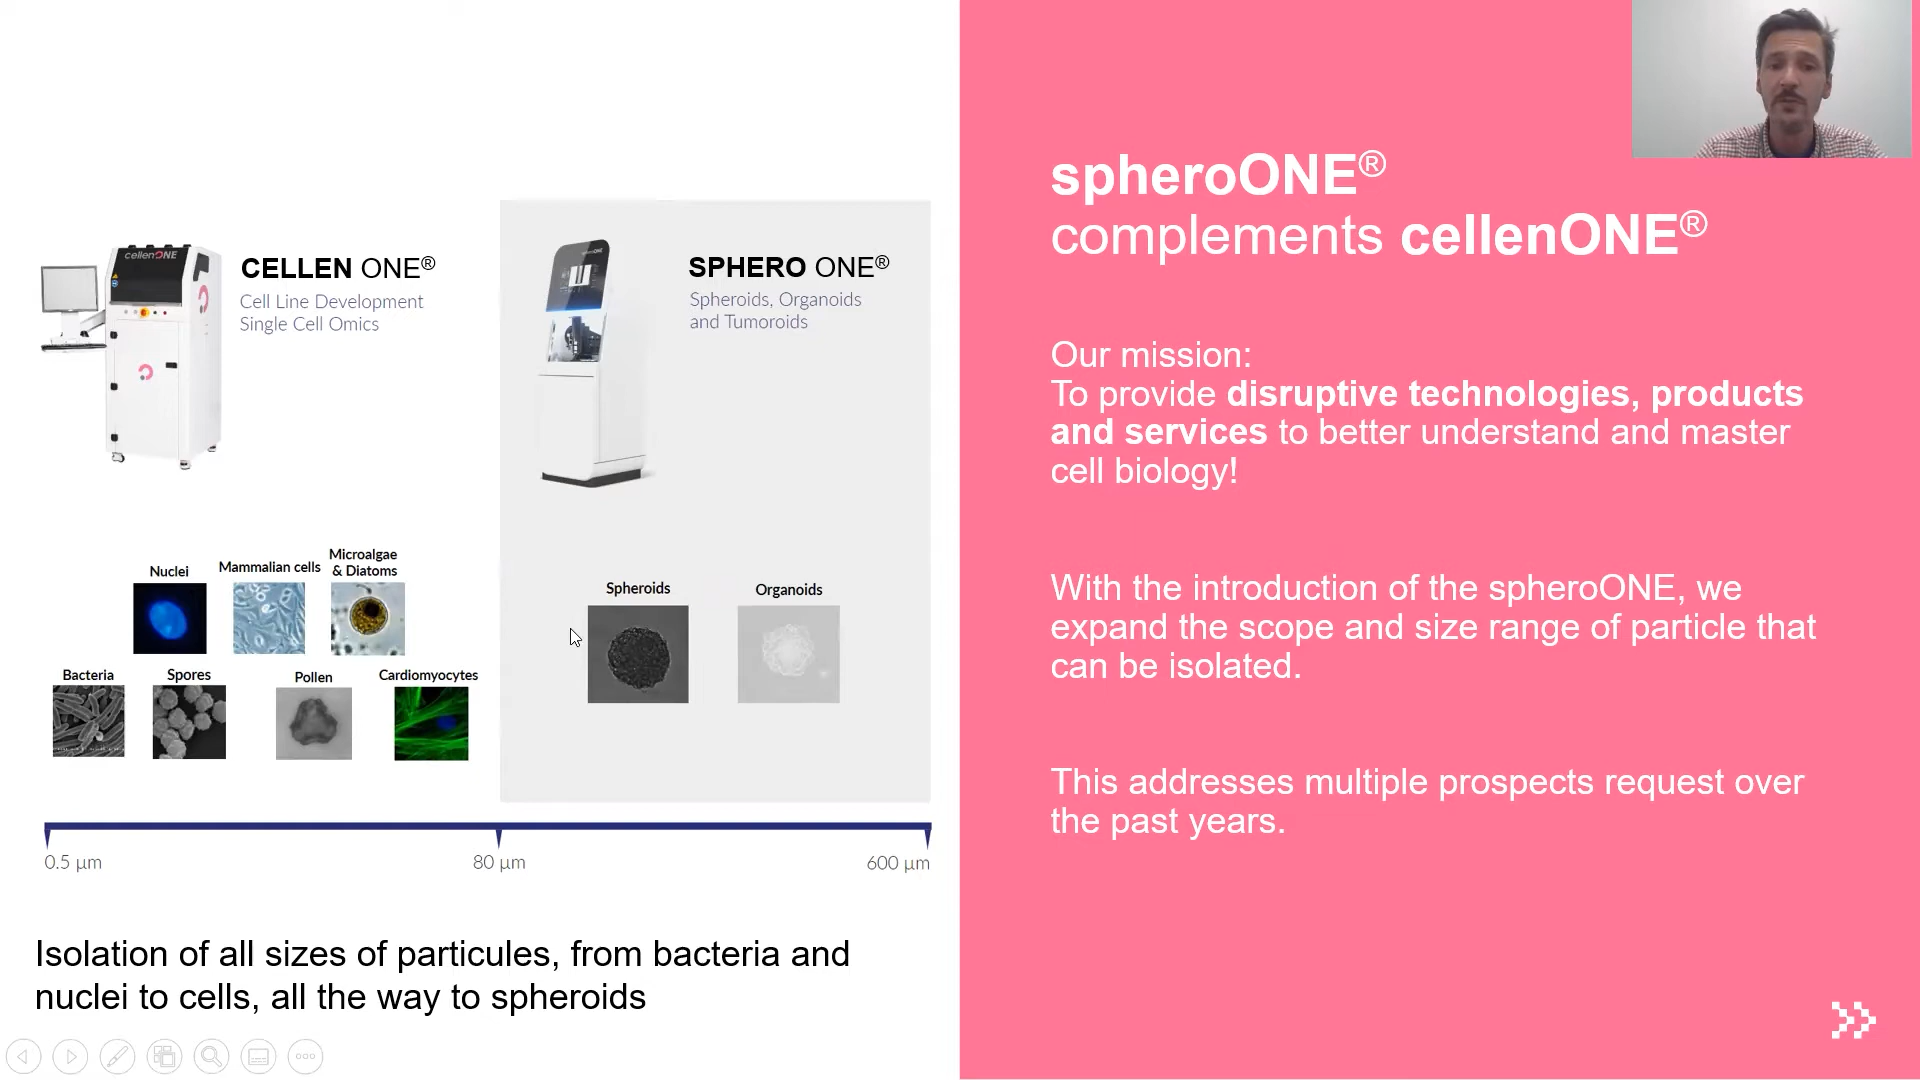 cellenONE
CELLEN ONE®
Cell Line Development
Single Cell Omics
SPHERO ONE®
Spheroids, Organoids
and Tumoroids
Nuclei
Mammalian cells
Microalgae
& Diatoms
Bacteria
Spores
Pollen
Cardiomyocytes
Spheroids
Organoids
0.5 µm
80 µm
600 µm
Isolation of all sizes of particules, from bacteria and
nuclei to cells, all the way to spheroids
spheroONE®
complements cellenONE®
Our mission:
To provide disruptive technologies, products
and services to better understand and master
cell biology!
With the introduction of the spheroONE, we
expand the scope and size range of particle that
can be isolated.
This addresses multiple prospects request over
the past years.